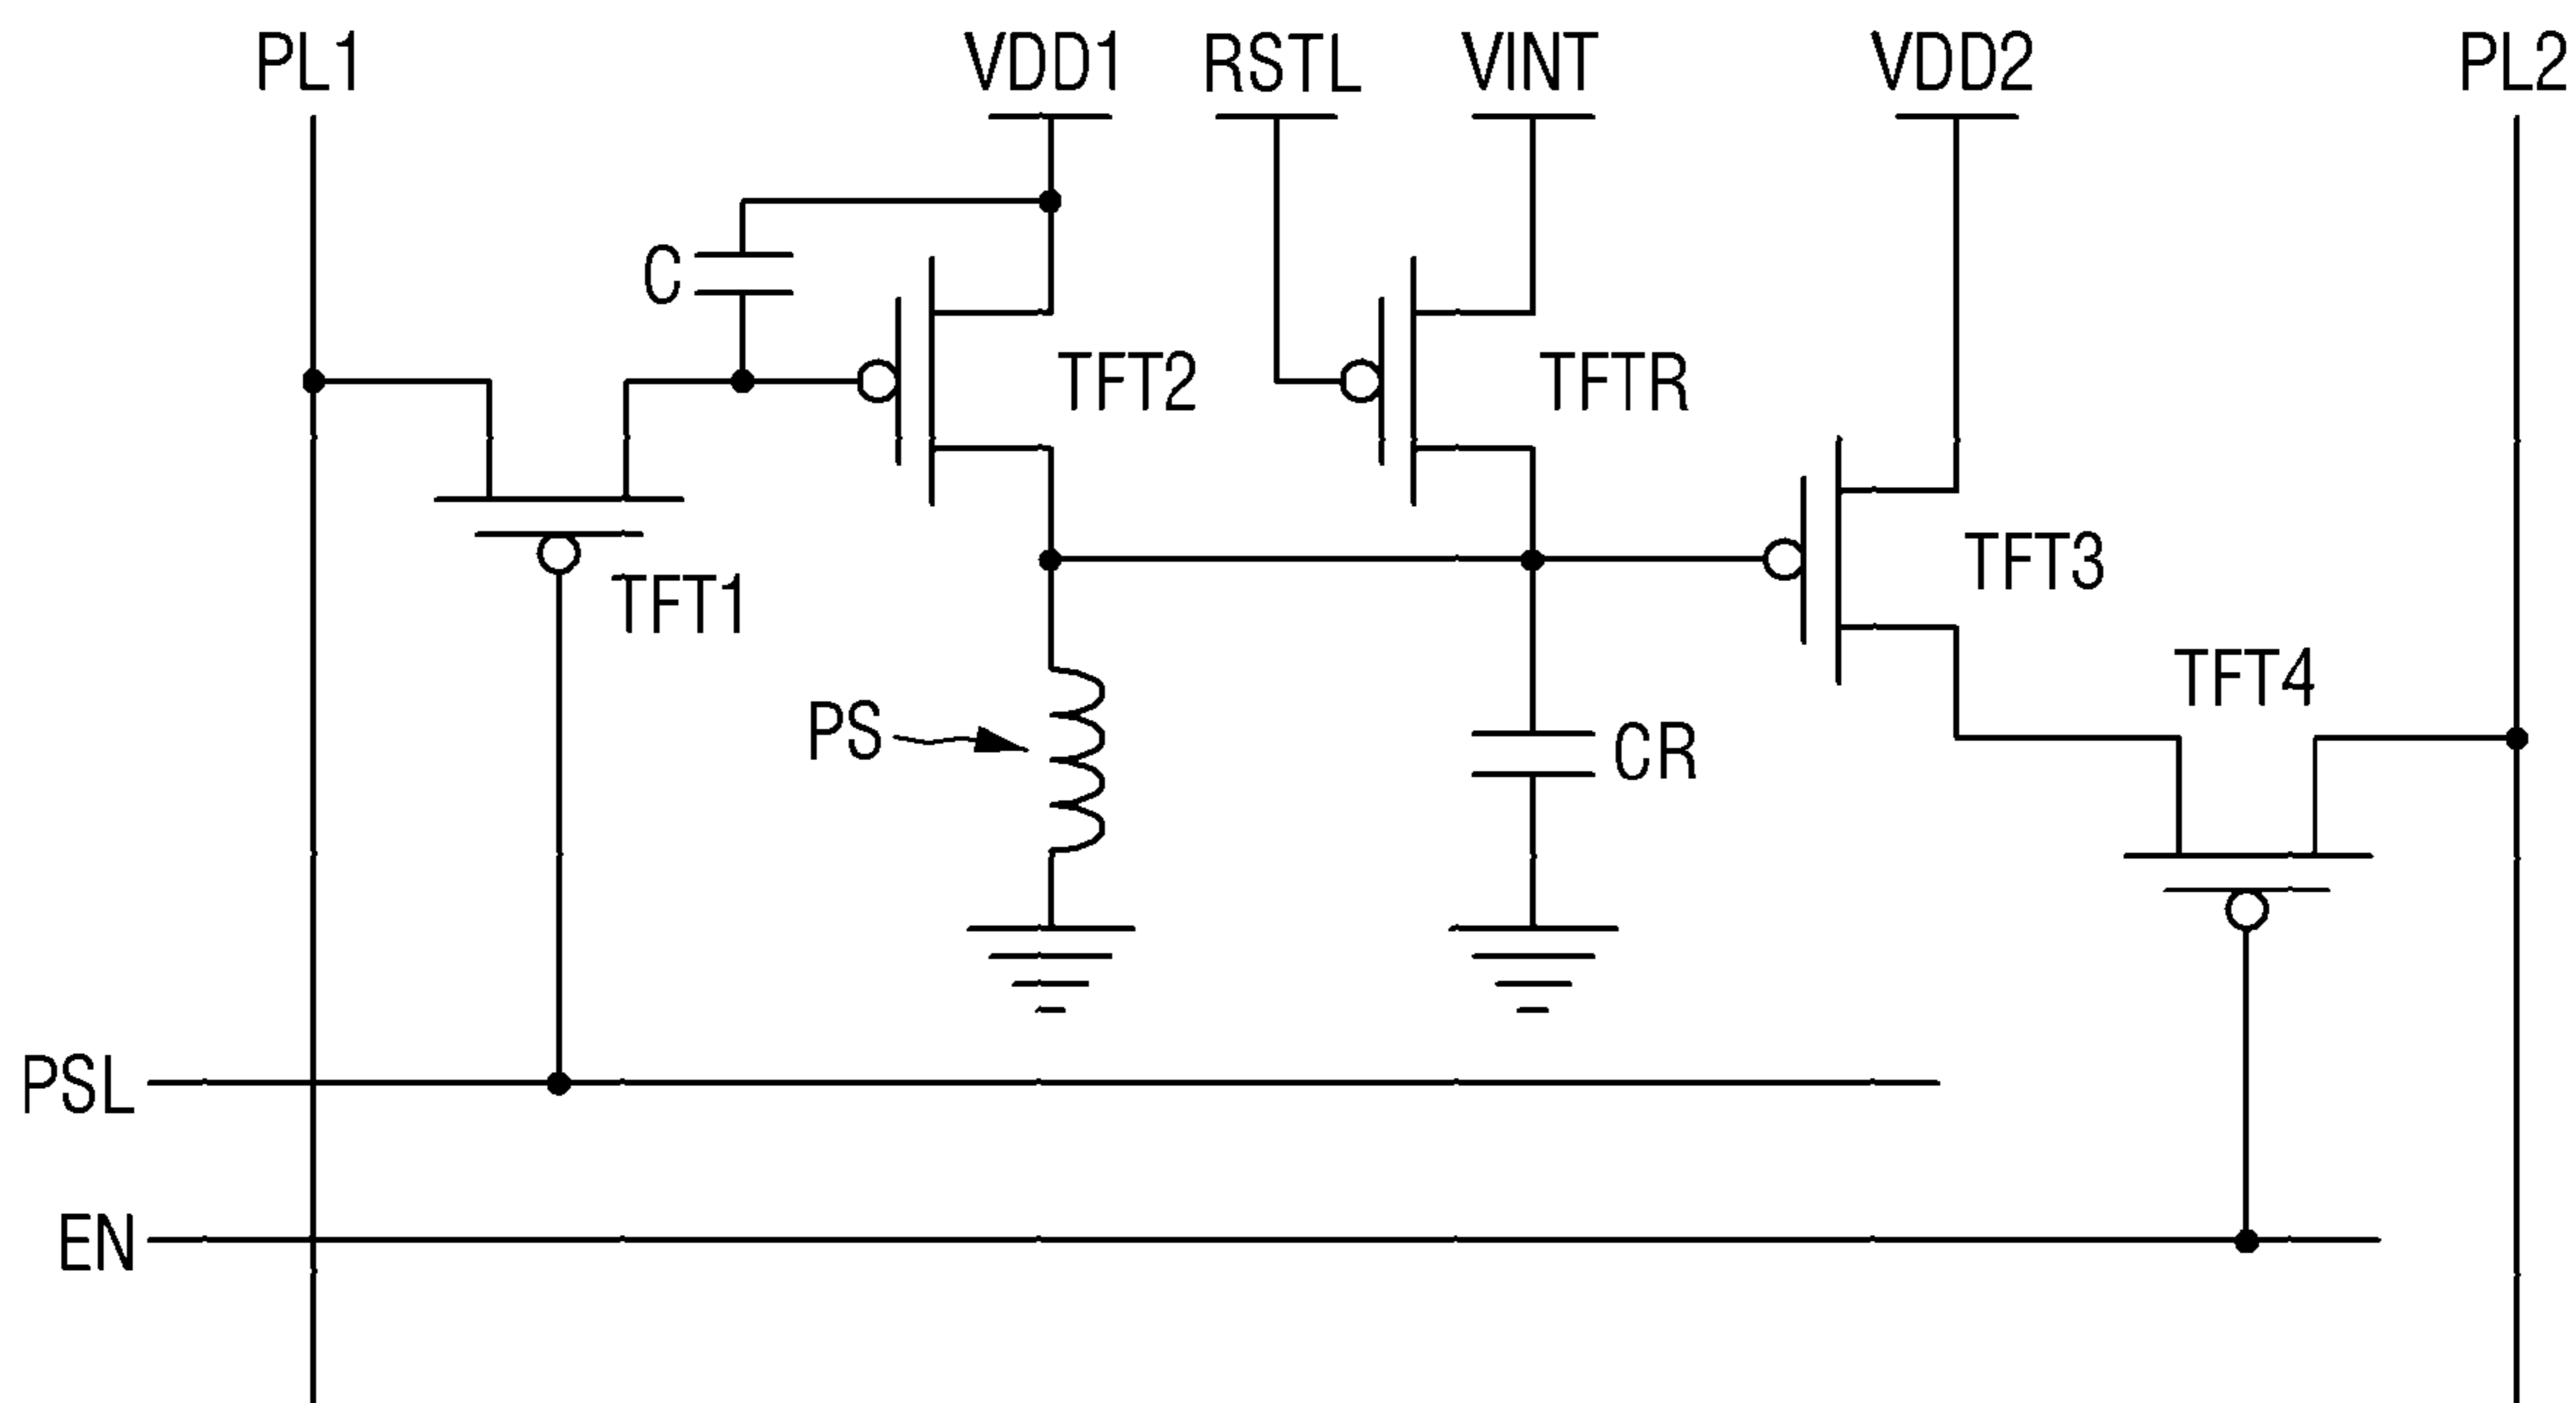 PL1 VDD1 RSTL VINT VDD2 PL2
C
TFT2 TFTR
TFT3
TFT1
TFT4
PS CR
PSL
EN